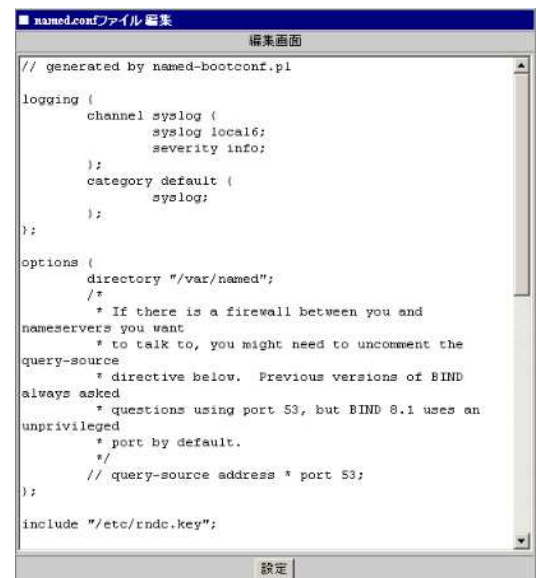 ■ named.confファイル 編集
編集画面
// generated by named-bootconf.pl
logging {
channel syslog {
syslog local6;
severity info;
};
category default {
syslog;
};
};
options {
directory "/var/named";
/*
* If there is a firewall between you and
nameservers you want
* to talk to, you might need to uncomment the
query-source
* directive below.  Previous versions of BIND
always asked
* questions using port 53, but BIND 8.1 uses an
unprivileged
* port by default.
*/
// query-source address * port 53;
};
include "/etc/rndc.key";
設定